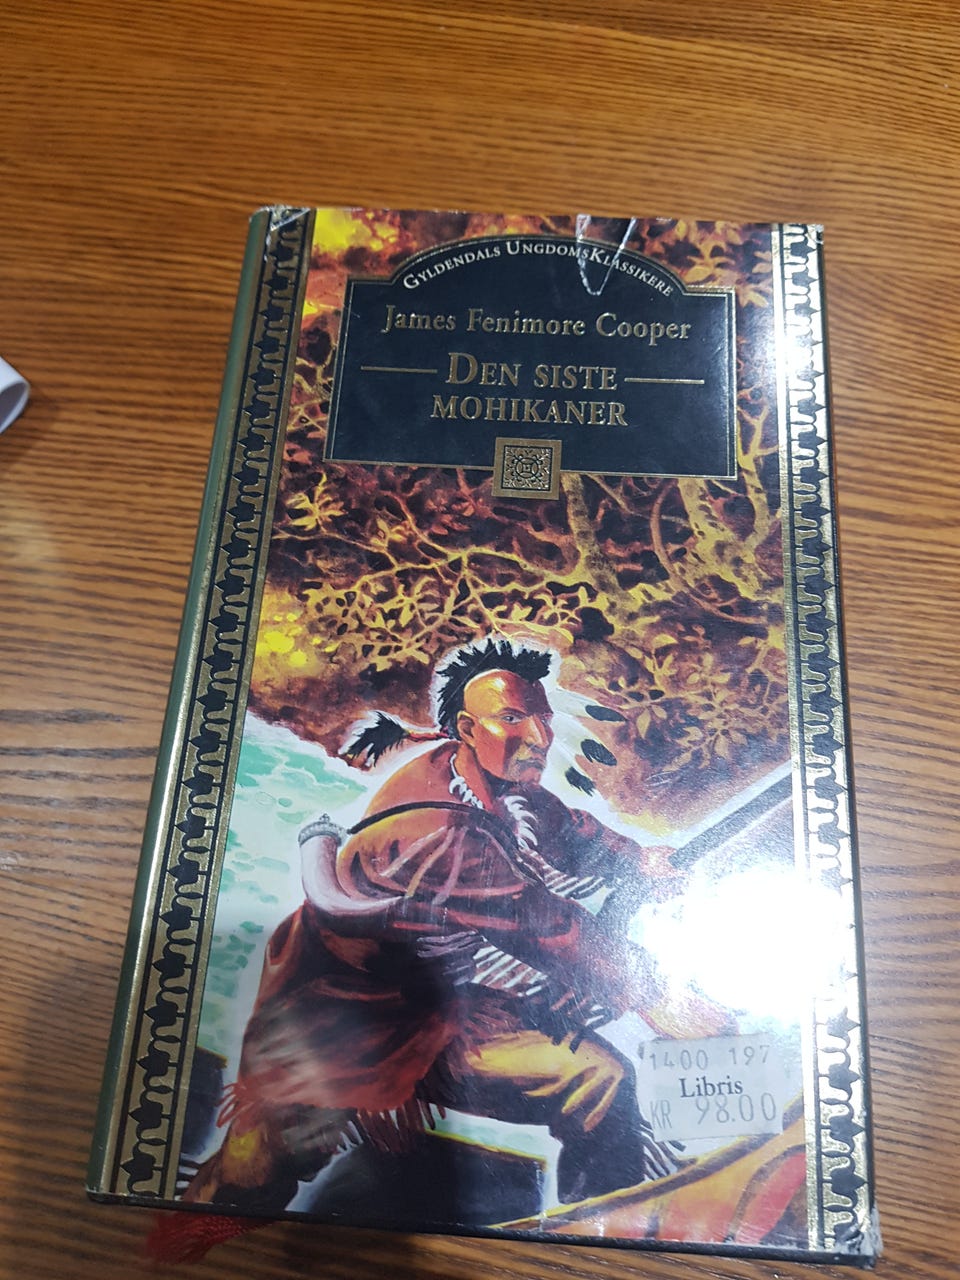 GYLDENDALS UNGDOMSKLASSIKERE
James Fenimore Cooper
DEN SISTE
MOHIKANER
1400 197
Libris
KR 98.00